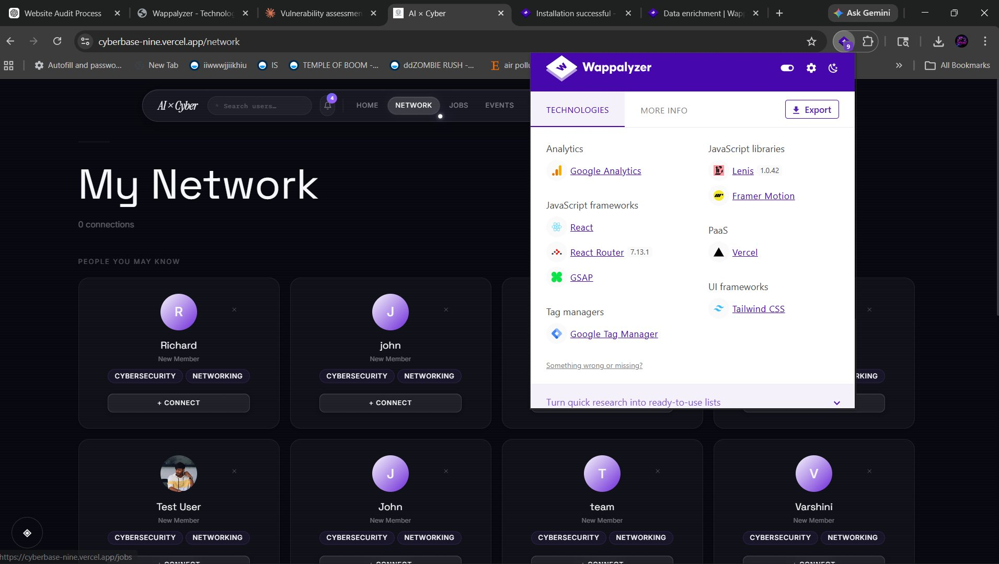 Website Audit Process
Wappalyzer - Technolog
Vulnerability assessmen
AI × Cyber
Installation successful -
Data enrichment | Wap
Ask Gemini
cyberbase-nine.vercel.app/network
9
Autofill and passwo...
New Tab
iiwwwjjiikhiu
IS
TEMPLE OF BOOM -...
ddZOMBIE RUSH -...
air pollu
»
All Bookmarks
Wappalyzer
TECHNOLOGIES
MORE INFO
Export
Analytics
Google Analytics
JavaScript frameworks
React
React Router 7.13.1
GSAP
Tag managers
Google Tag Manager
JavaScript libraries
Lenis 1.0.42
Framer Motion
PaaS
Vercel
UI frameworks
Tailwind CSS
Something wrong or missing?
Turn quick research into ready-to-use lists
AI × Cyber
Search users…
4
HOME
NETWORK
JOBS
EVENTS
My Network
0 connections
PEOPLE YOU MAY KNOW
R
Richard
New Member
CYBERSECURITY NETWORKING
+ CONNECT
J
john
New Member
CYBERSECURITY NETWORKING
+ CONNECT
RKING
Test User
New Member
CYBERSECURITY NETWORKING
J
John
New Member
CYBERSECURITY NETWORKING
T
team
New Member
CYBERSECURITY NETWORKING
V
Varshini
New Member
CYBERSECURITY NETWORKING
+ CONNECT
+ CONNECT
+ CONNECT
+ CONNECT
https://cyberbase-nine.vercel.app/jobs